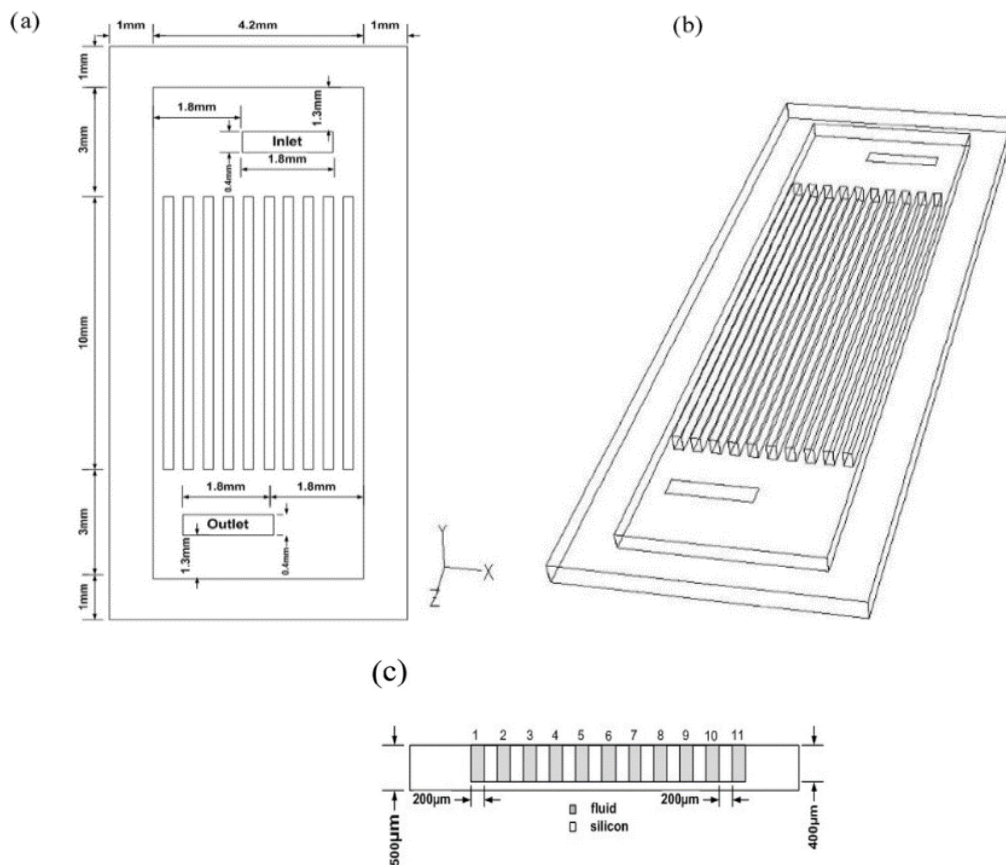 (a)
1mm 4.2mm 1mm
1mm
3mm
10mm
3mm
1mm
1.8mm
1.3mm
Inlet
1.8mm
0.4mm
1.8mm 1.8mm
Outlet
1.3mm
0.4mm
Y
X
Z
(b)
(c)
1 2 3 4 5 6 7 8 9 10 11
500μm
200μm 200μm
400μm
fluid
silicon